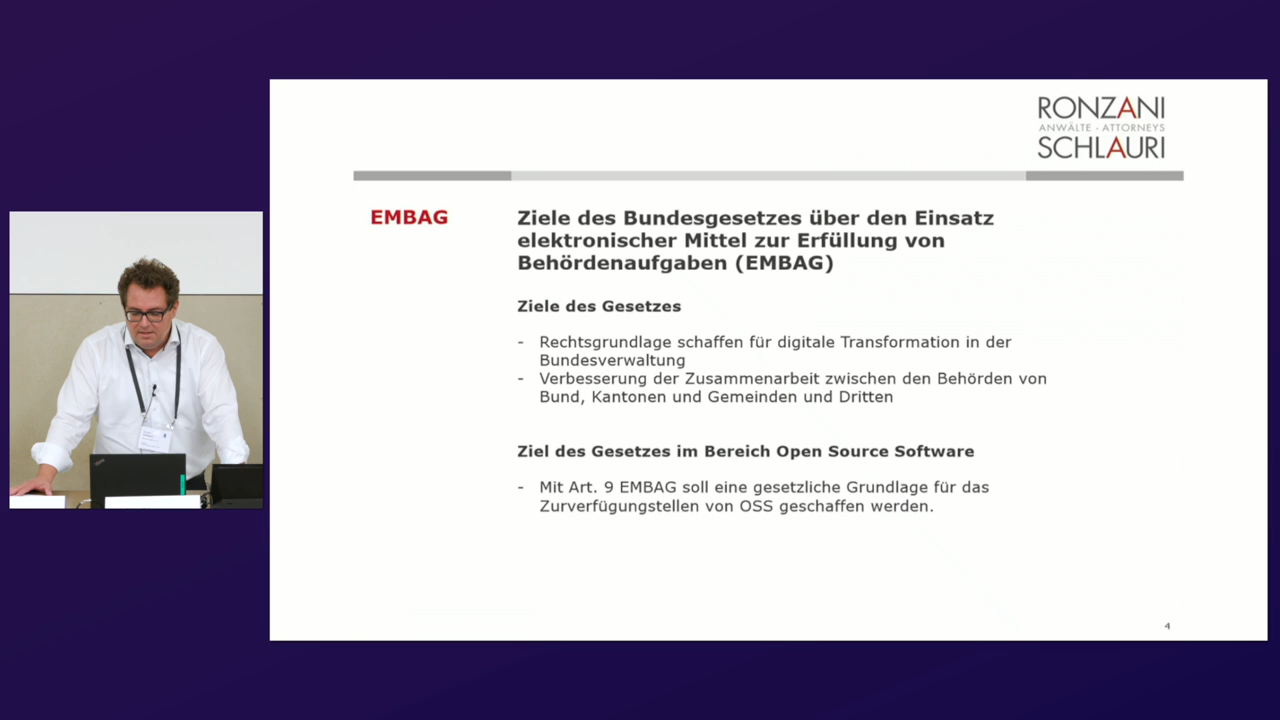 RONZANI
ANWÄLTE - ATTORNEYS
SCHLAURI
EMBAG
Ziele des Bundesgesetzes über den Einsatz
elektronischer Mittel zur Erfüllung von
Behördenaufgaben (EMBAG)
Ziele des Gesetzes
- Rechtsgrundlage schaffen für digitale Transformation in der
Bundesverwaltung
- Verbesserung der Zusammenarbeit zwischen den Behörden von
Bund, Kantonen und Gemeinden und Dritten
Ziel des Gesetzes im Bereich Open Source Software
- Mit Art. 9 EMBAG soll eine gesetzliche Grundlage für das
Zurverfügungstellen von OSS geschaffen werden.
4